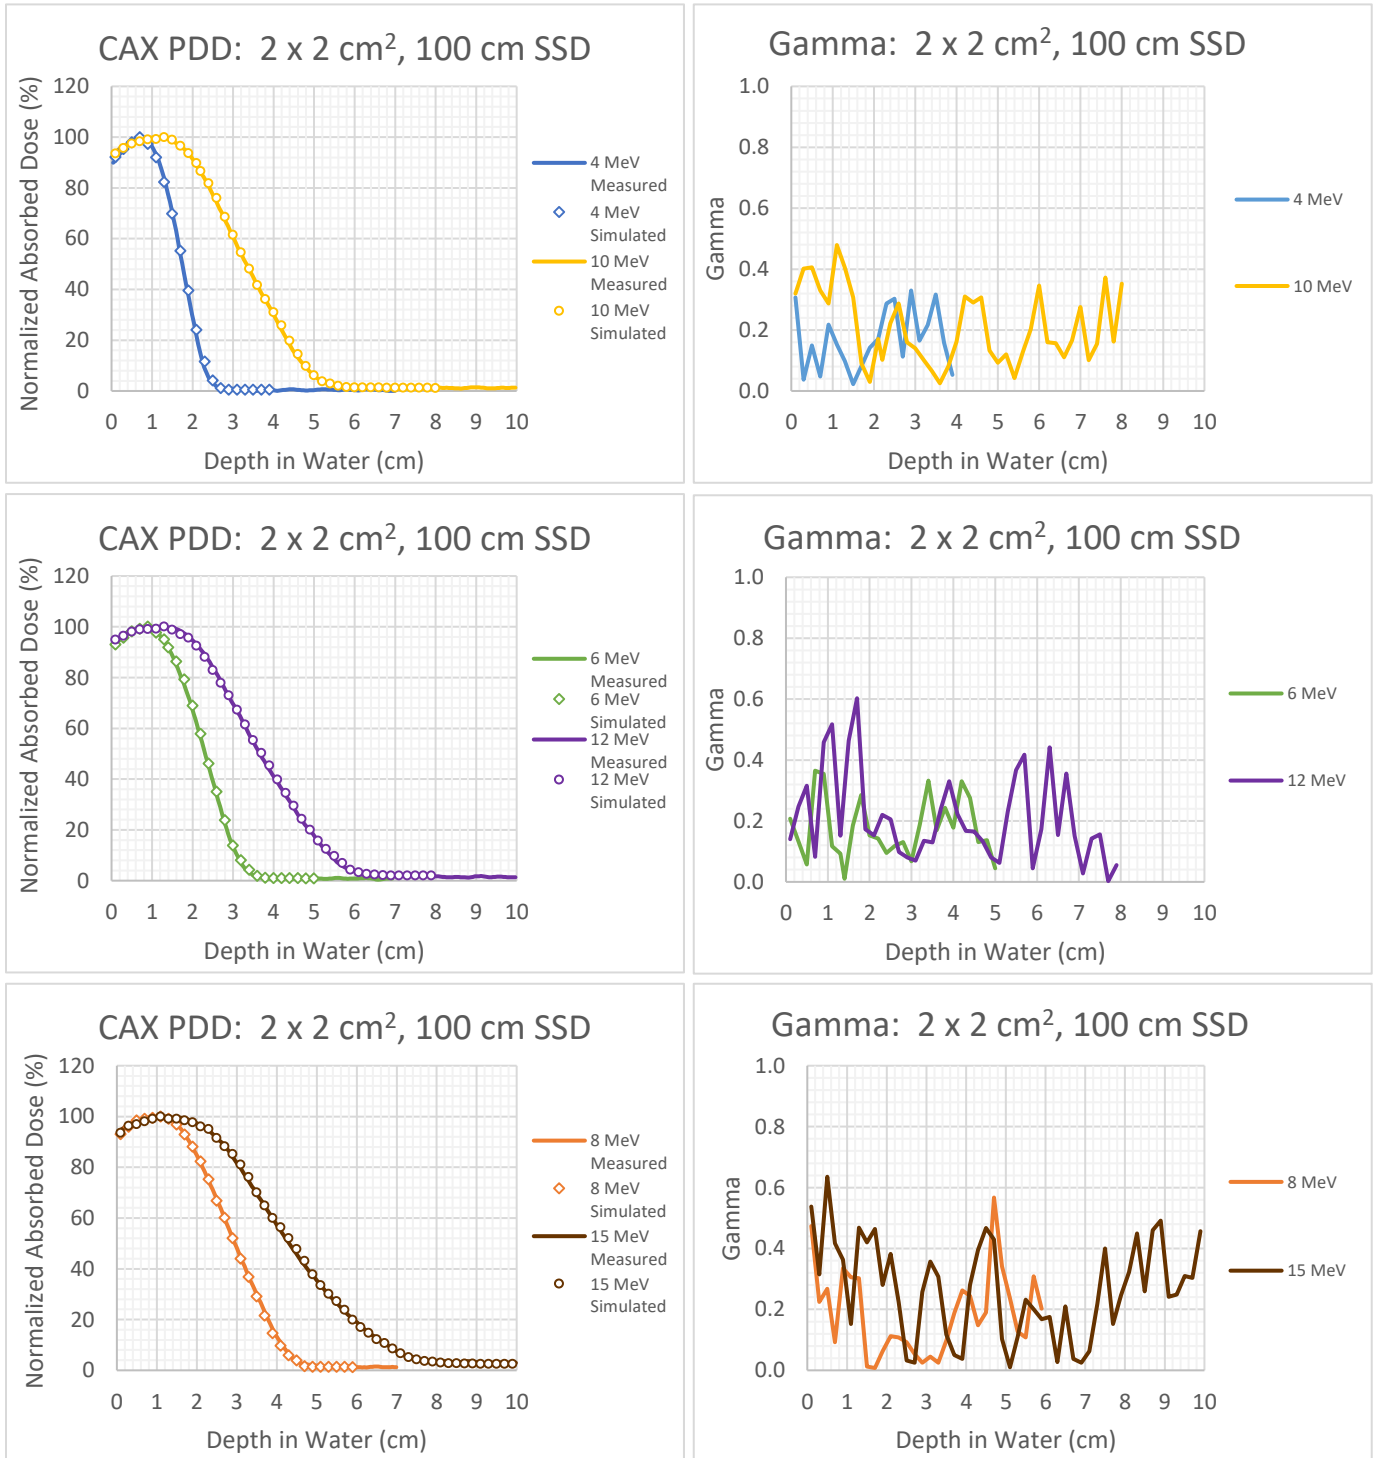 CAX PDD: 2 x 2 cm², 100 cm SSD
Normalized Absorbed Dose (%)
120
100
80
60
40
20
0
0 1 2 3 4 5 6 7 8 9 10
Depth in Water (cm)
4 MeV
Measured
4 MeV
Simulated
10 MeV
Measured
10 MeV
Simulated
Gamma: 2 x 2 cm², 100 cm SSD
Gamma
1.0
0.8
0.6
0.4
0.2
0.0
0 1 2 3 4 5 6 7 8 9 10
Depth in Water (cm)
4 MeV
10 MeV
CAX PDD: 2 x 2 cm², 100 cm SSD
Normalized Absorbed Dose (%)
120
100
80
60
40
20
0
0 1 2 3 4 5 6 7 8 9 10
Depth in Water (cm)
6 MeV
Measured
6 MeV
Simulated
12 MeV
Measured
12 MeV
Simulated
Gamma: 2 x 2 cm², 100 cm SSD
Gamma
1.0
0.8
0.6
0.4
0.2
0.0
0 1 2 3 4 5 6 7 8 9 10
Depth in Water (cm)
6 MeV
12 MeV
CAX PDD: 2 x 2 cm², 100 cm SSD
Normalized Absorbed Dose (%)
120
100
80
60
40
20
0
0 1 2 3 4 5 6 7 8 9 10
Depth in Water (cm)
8 MeV
Measured
8 MeV
Simulated
15 MeV
Measured
15 MeV
Simulated
Gamma: 2 x 2 cm², 100 cm SSD
Gamma
1.0
0.8
0.6
0.4
0.2
0.0
0 1 2 3 4 5 6 7 8 9 10
Depth in Water (cm)
8 MeV
15 MeV